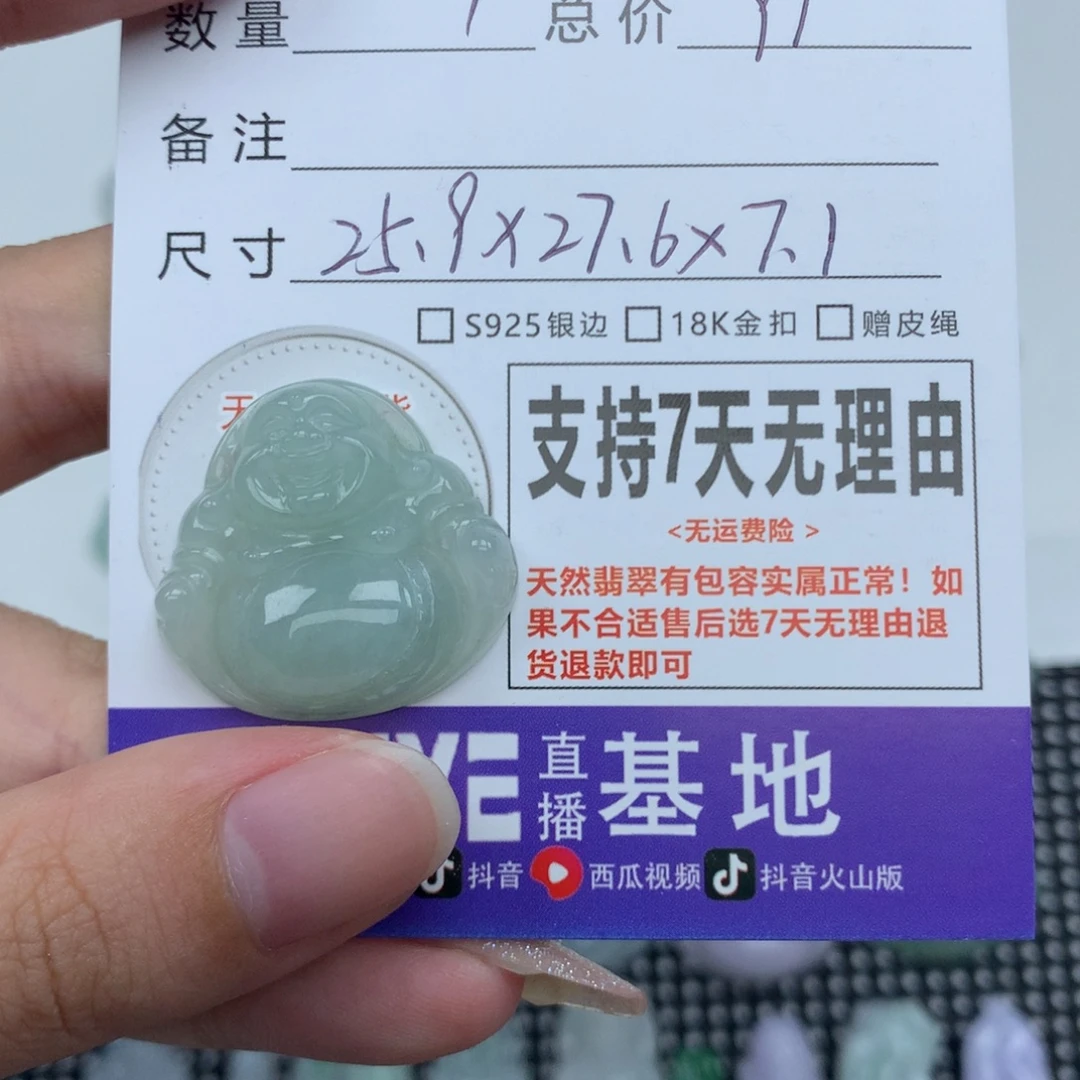 数量 1 总价
备注
尺寸 25.9×27.6×7.1
S925银边 18K金扣 赠皮绳
天
支持7天无理由
<无运费险>
天然翡翠有包容实属正常！如
果不合适售后选7天无理由退
货退款即可
直播基地
抖音 西瓜视频 抖音火山版